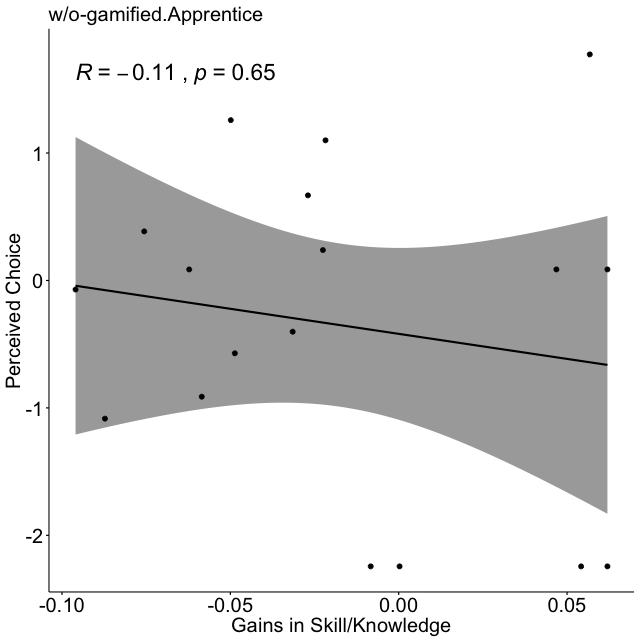 w/o-gamified.Apprentice
R = −0.11 , p = 0.65
1
0
-1
-2
Perceived Choice
-0.10 -0.05 0.00 0.05
Gains in Skill/Knowledge